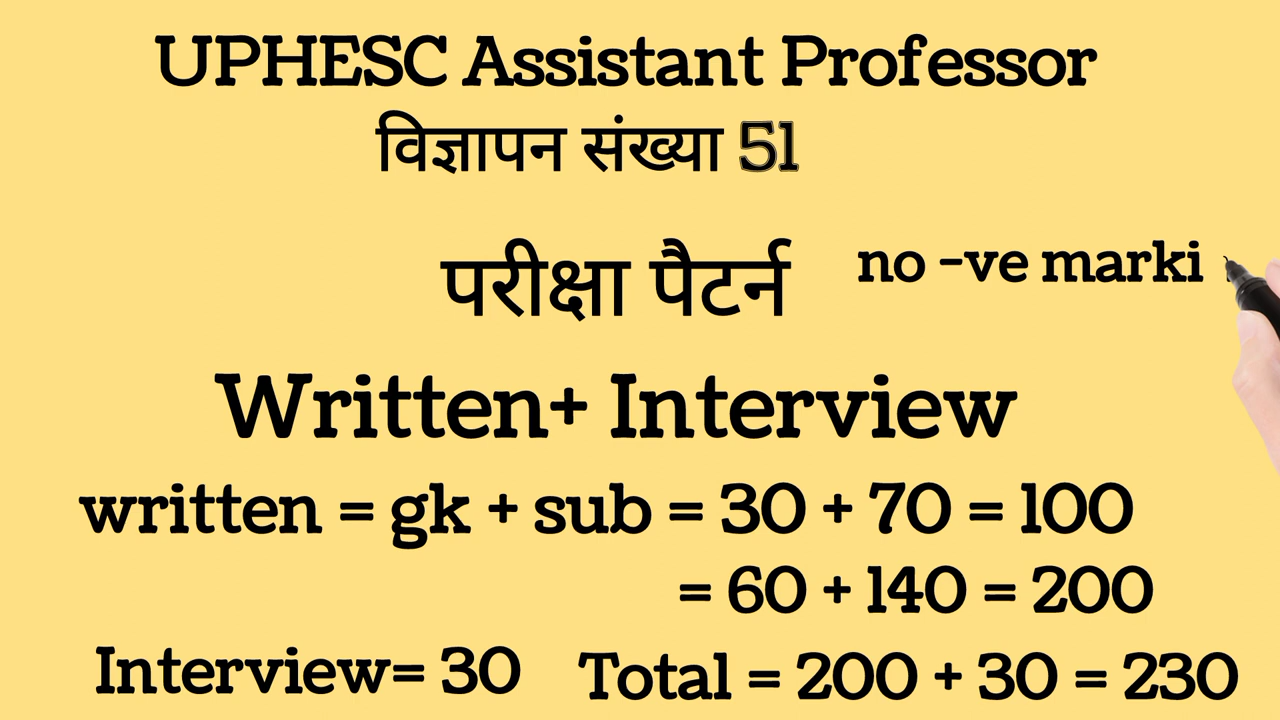 UPHESC Assistant Professor
विज्ञापन संख्या 51
परीक्षा पैटर्न
no -ve marki
Written+ Interview
written = gk + sub = 30 + 70 = 100
= 60 + 140 = 200
Interview= 30
Total = 200 + 30 = 230